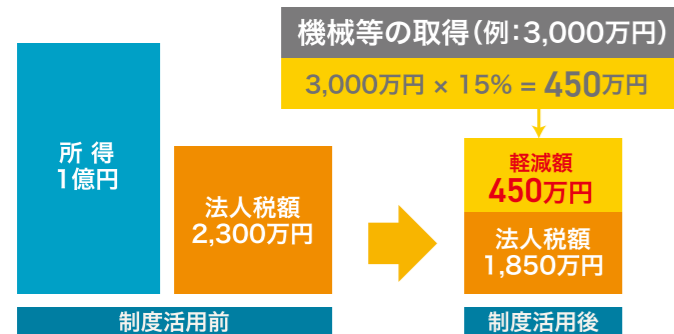 機械等の取得（例：3,000万円）
3,000万円 × 15% = 450万円
所 得
1億円
法人税額
2,300万円
軽減額
450万円
法人税額
1,850万円
制度活用前
制度活用後